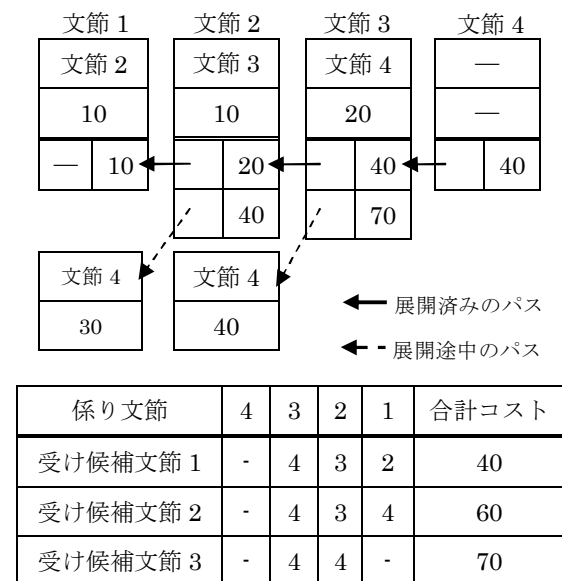 文節 1 文節 2 文節 3 文節 4
文節 2 文節 3 文節 4 —
10 10 20 —
— 10 20 40 40
40 70
文節 4 文節 4
30 40
展開済みのパス
展開途中のパス
係り文節 4 3 2 1 合計コスト
受け候補文節 1 - 4 3 2 40
受け候補文節 2 - 4 3 4 60
受け候補文節 3 - 4 4 - 70